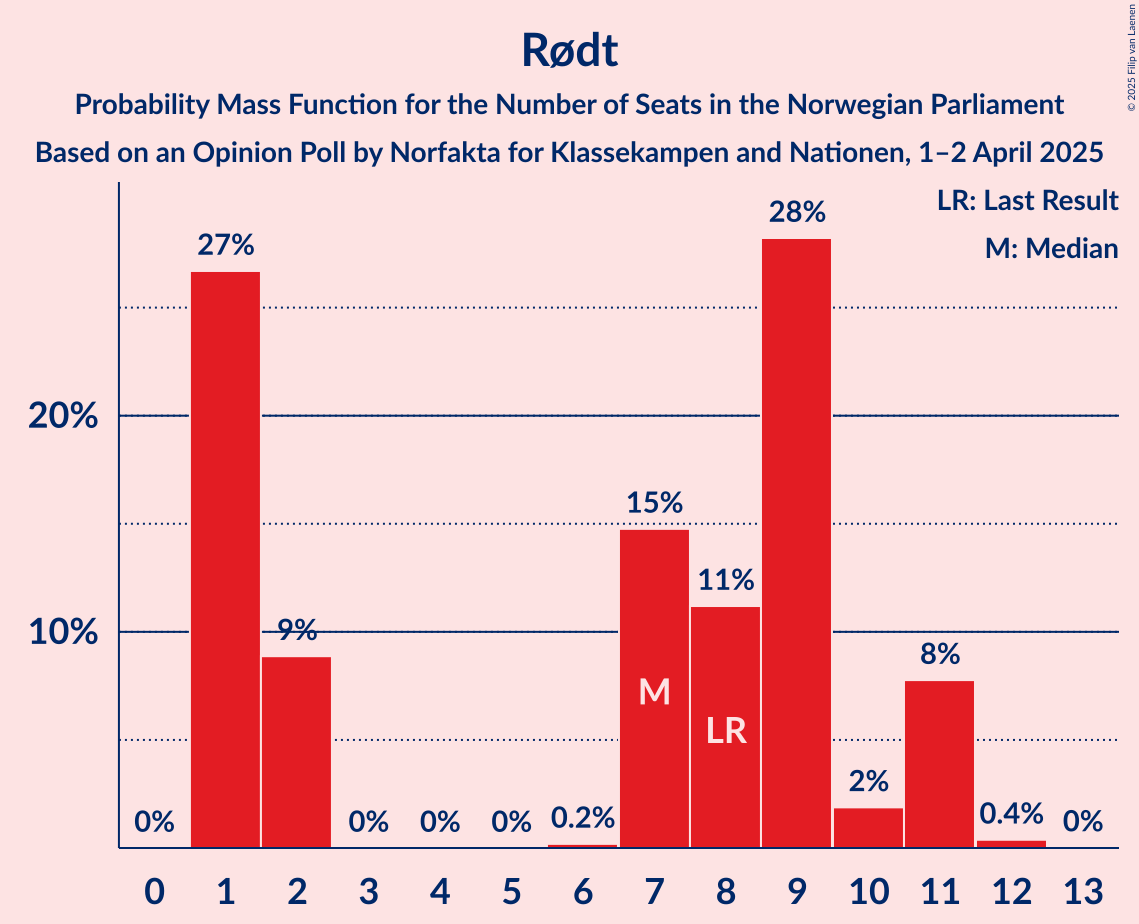 Rødt
Probability Mass Function for the Number of Seats in the Norwegian Parliament
Based on an Opinion Poll by Norfakta for Klassekampen and Nationen, 1–2 April 2025
© 2025 Filip van Laenen
LR: Last Result
M: Median
28%
27%
20%
15%
11%
10%
9%
8%
M
LR
2%
0%
0%
0%
0%
0.2%
0.4%
0%
0 1 2 3 4 5 6 7 8 9 10 11 12 13